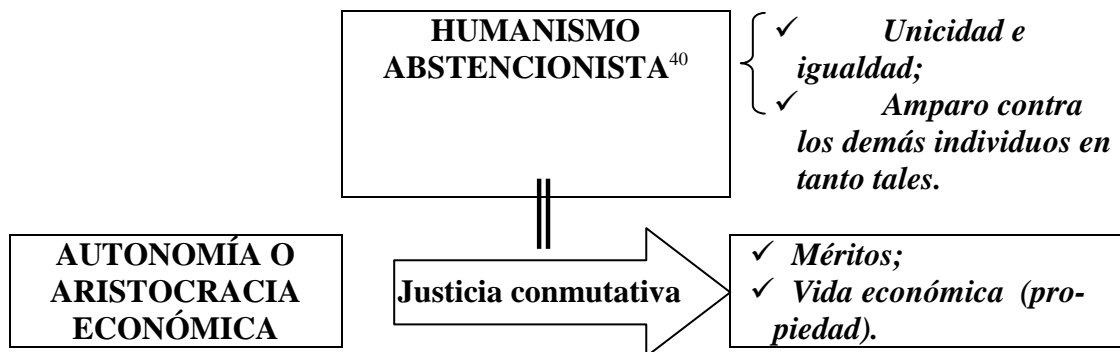 HUMANISMO
ABSTENCIONISTA⁴⁰
✓ Unicidad e
igualdad;
✓ Amparo contra
los demás individuos en
tanto tales.
AUTONOMÍA O
ARISTOCRACIA
ECONÓMICA
Justicia conmutativa
✓ Méritos;
✓ Vida económica (pro-
piedad).